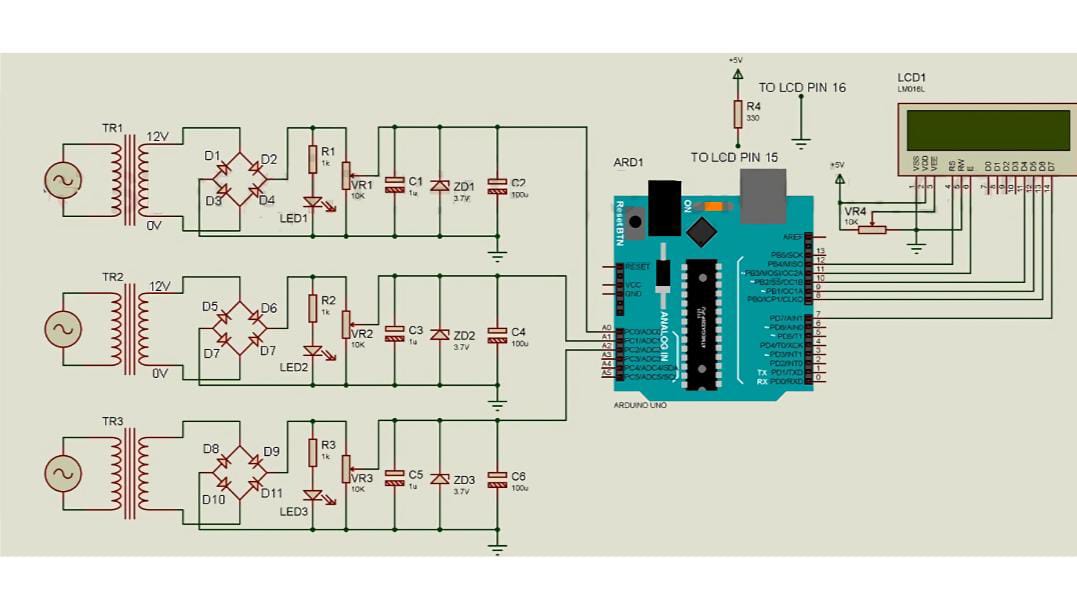 TR1
12V
0V
D1
D2
D3
D4
R1
1k
LED1
VR1
10K
C1
1u
ZD1
3.7V
C2
100u
TR2
12V
0V
D5
D6
D7
D7
R2
1k
LED2
VR2
10K
C3
1u
ZD2
3.7V
C4
100u
TR3
D8
D9
D10
D11
R3
1k
LED3
VR3
10K
C5
1u
ZD3
3.7V
C6
100u
+5V
R4
330
TO LCD PIN 16
TO LCD PIN 15
ARD1
Reset BTN
ON
RESET
VCC
GND
ANALOG IN
A0
A1
A2
A3
A4
A5
PC0/ADC0
PC1/ADC1
PC2/ADC2
PC4/ADC4/SDA
AREF
PB5/SCK 13
PB4/MISO 12
~PB3/MOSI/OC2A 11
~PB2/SS/OC1B 10
~PB1/OC1A 9
PB0/ICP1/CLKO 8
PD7/AIN1 7
~PD6/AIN0 6
~PD5/T1 5
PD4/T0/XCK 4
~PD3/INT1 3
PD2/INT0 2
TX PD1/TXD 1
RX PD0/RXD 0
ARDUINO UNO
LCD1
LM016L
VSS
VDD
VEE
RS
RW
E
D0
D1
D2
D3
D4
D5
D6
D7
1
2
3
4
5
6
7
8
9
10
11
12
13
14
+5V
VR4
10K